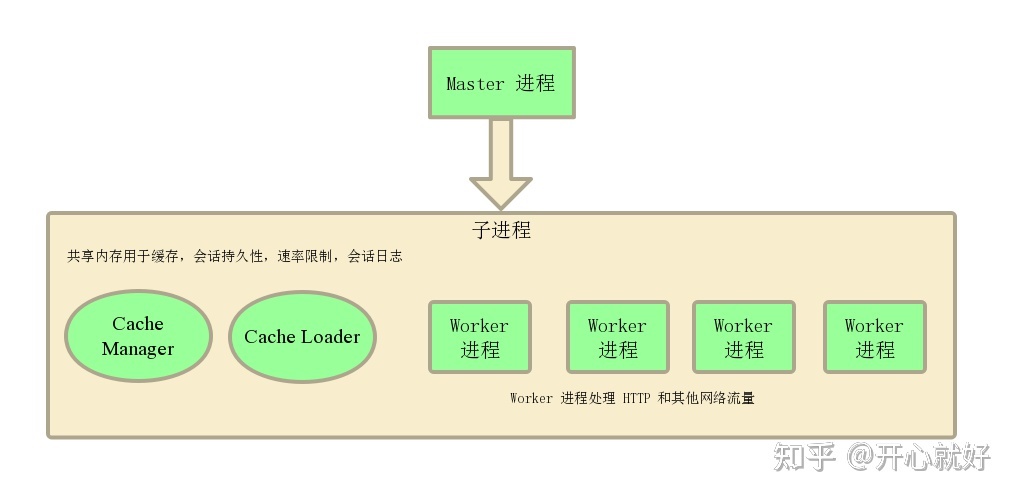 Master 进程
子进程
共享内存用于缓存，会话持久性，速率限制，会话日志
Cache
Manager
Cache Loader
Worker
进程
Worker
进程
Worker
进程
Worker
进程
Worker 进程处理 HTTP 和其他网络流量
知乎 @开心就好